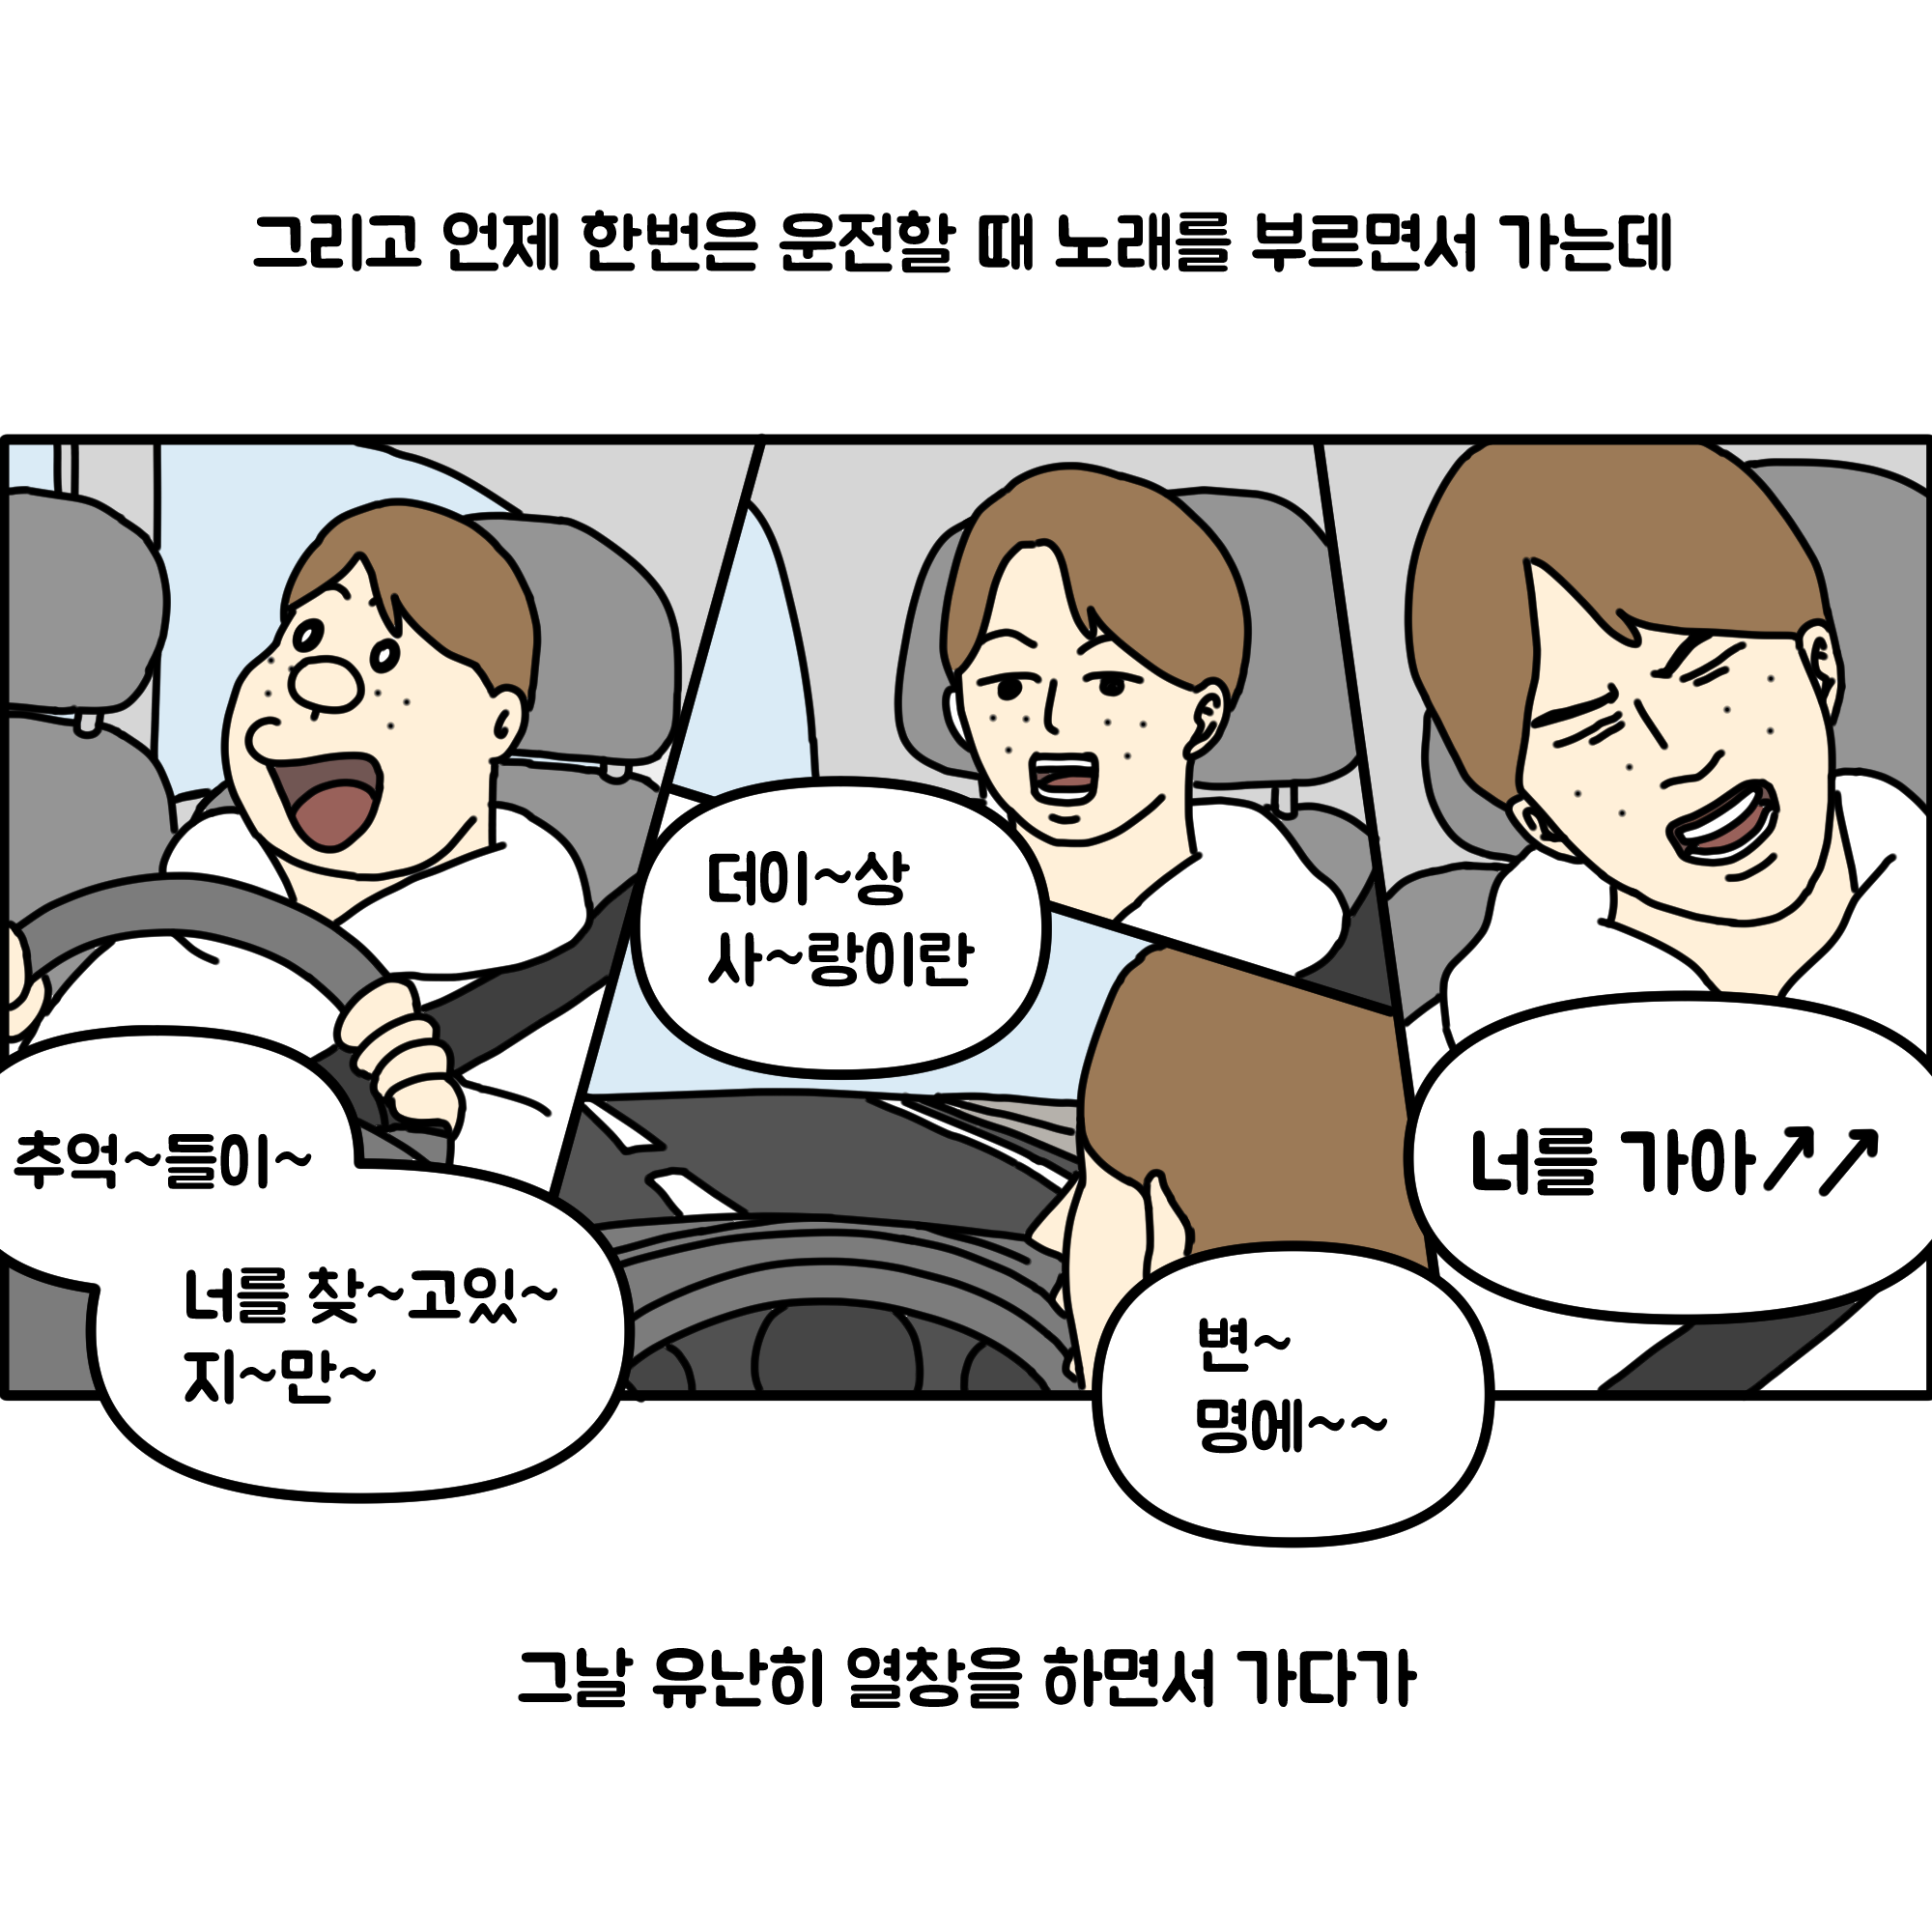 그리고 언제 한번은 운전할 때 노래를 부르면서 가는데
추억~들이~
너를 찾~고있~
지~만~
더이~상
사~랑이란
변~
명에~~
너를 가아↗↗
그날 유난히 열창을 하면서 가다가